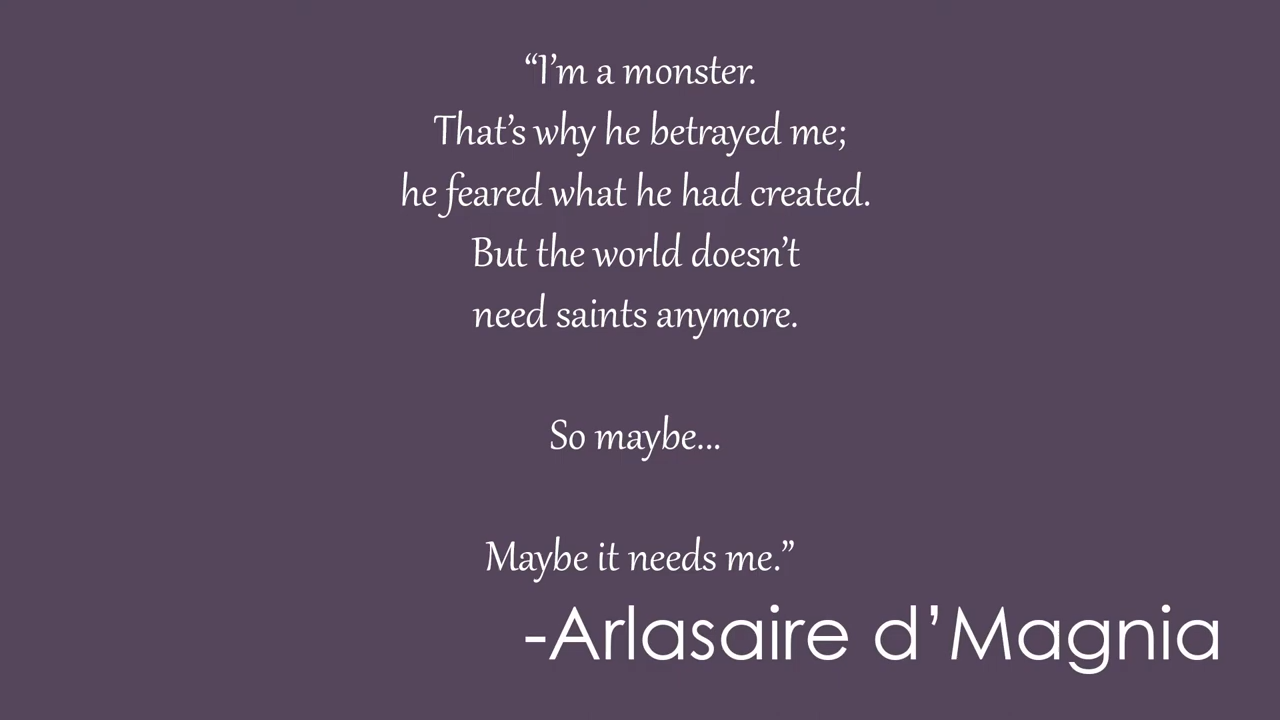 “I’m a monster.
That’s why he betrayed me;
he feared what he had created.
But the world doesn’t
need saints anymore.
So maybe...
Maybe it needs me.”
-Arlasaire d’Magnia